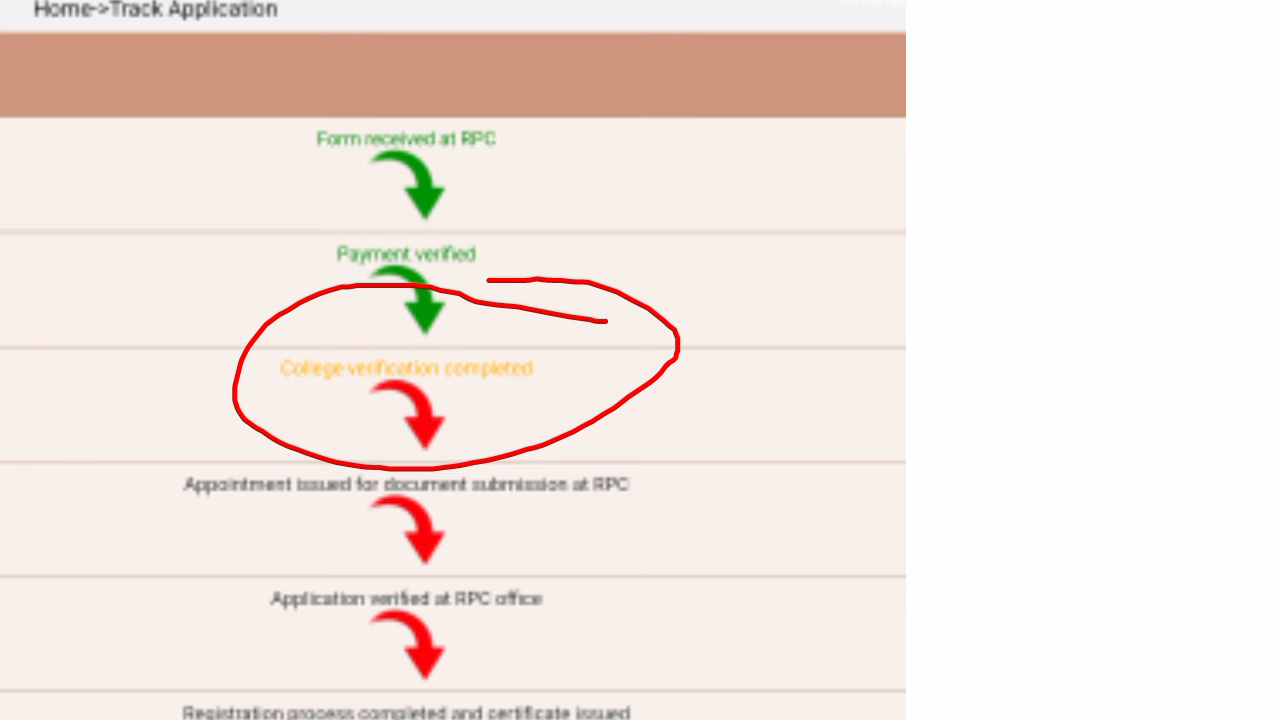 Home->Track Application
Form received at RPC
Payment verified
College-verification completed
Appointment issued for document submission at RPC
Application verified at RPC office
Registration process completed and certificate issued